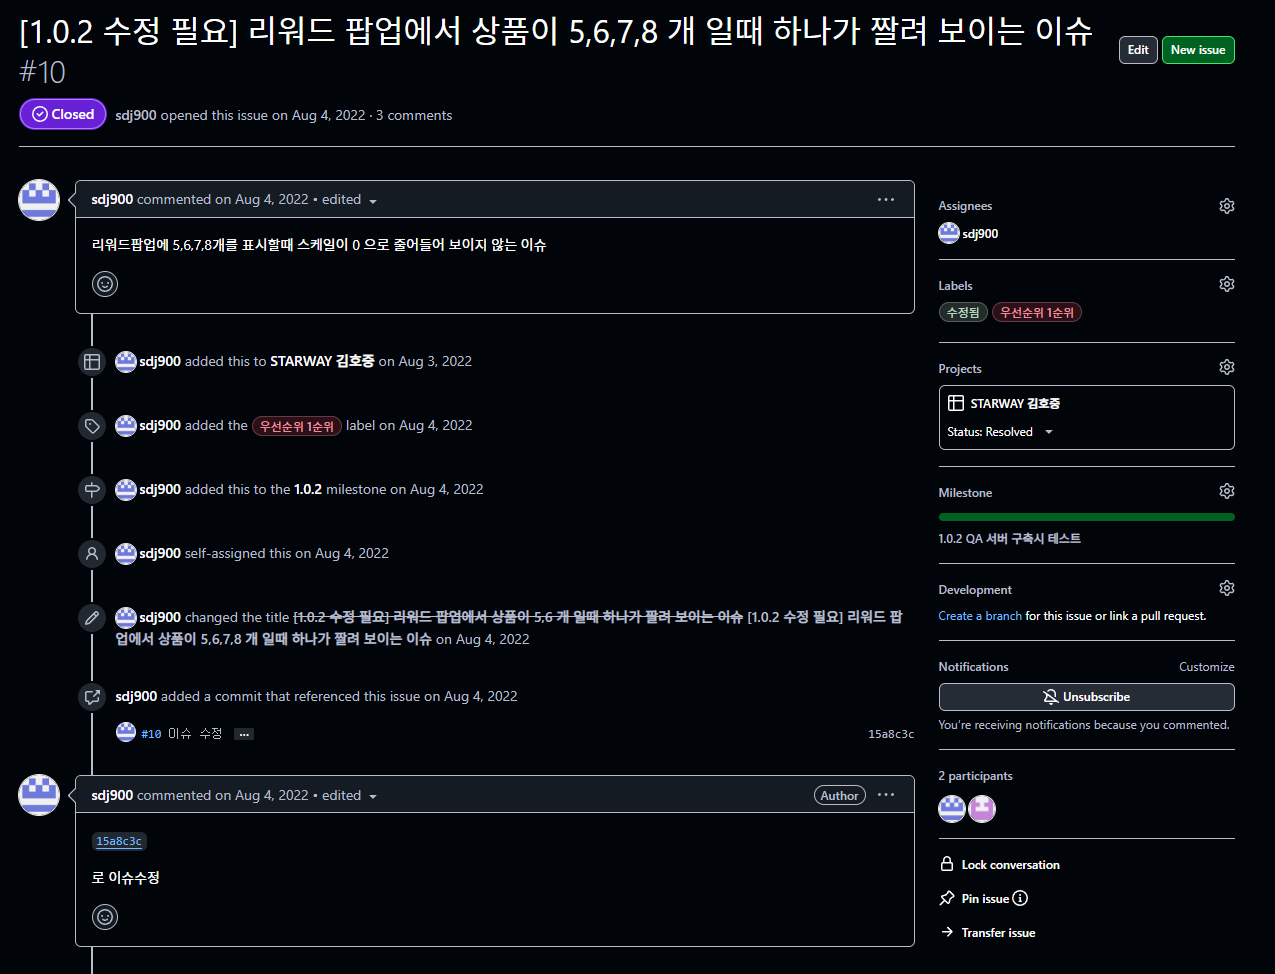 [1.0.2 수정 필요] 리워드 팝업에서 상품이 5,6,7,8 개 일때 하나가 짤려 보이는 이슈
#10
Edit
New issue
Closed
sdj900 opened this issue on Aug 4, 2022 · 3 comments
sdj900 commented on Aug 4, 2022 • edited
리워드팝업에 5,6,7,8개를 표시할때 스케일이 0 으로 줄어들어 보이지 않는 이슈
sdj900 added this to STARWAY 김호중 on Aug 3, 2022
sdj900 added the 우선순위 1순위 label on Aug 4, 2022
sdj900 added this to the 1.0.2 milestone on Aug 4, 2022
sdj900 self-assigned this on Aug 4, 2022
sdj900 changed the title [1.0.2 수정 필요] 리워드 팝업에서 상품이 5,6 개 일때 하나가 짤려 보이는 이슈 [1.0.2 수정 필요] 리워드 팝
업에서 상품이 5,6,7,8 개 일때 하나가 짤려 보이는 이슈 on Aug 4, 2022
sdj900 added a commit that referenced this issue on Aug 4, 2022
#10 이슈 수정 ...
15a8c3c
sdj900 commented on Aug 4, 2022 • edited
Author
15a8c3c
로 이슈수정
Assignees
sdj900
Labels
수정됨 우선순위 1순위
Projects
STARWAY 김호중
Status: Resolved
Milestone
1.0.2 QA 서버 구축시 테스트
Development
Create a branch for this issue or link a pull request.
Notifications
Customize
Unsubscribe
You're receiving notifications because you commented.
2 participants
Lock conversation
Pin issue
Transfer issue